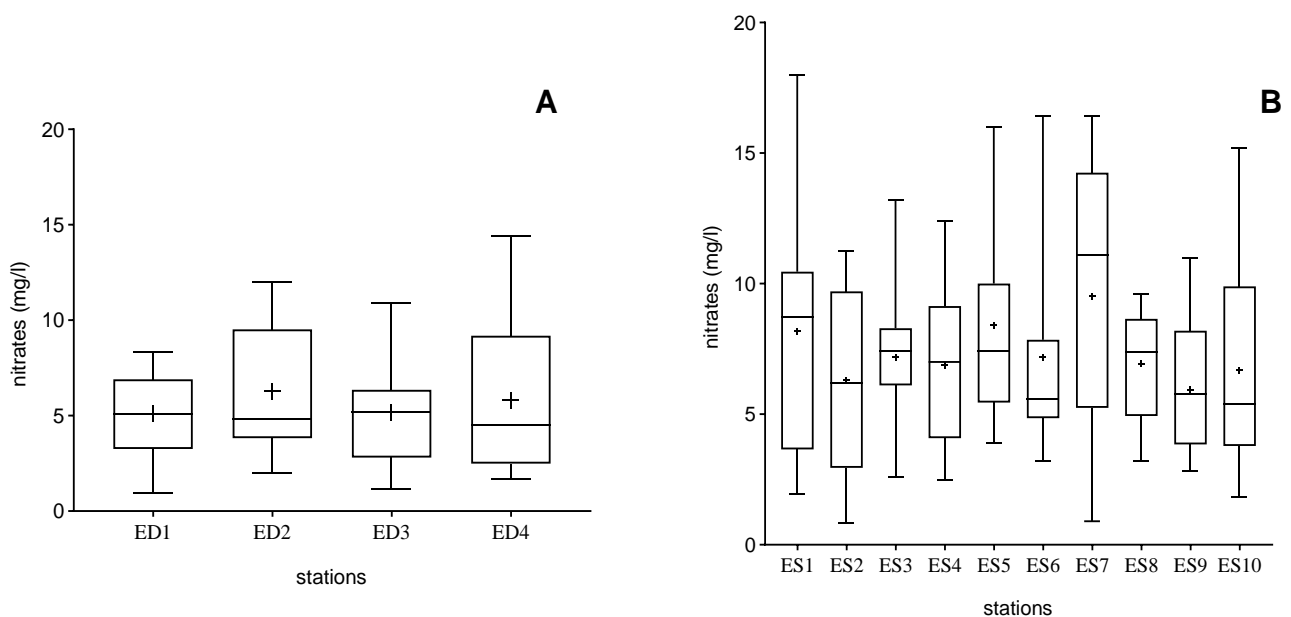 A
20
15
10
5
0
nitrates (mg/l)
ED1 ED2 ED3 ED4
stations
B
20
15
10
5
0
nitrates (mg/l)
ES1 ES2 ES3 ES4 ES5 ES6 ES7 ES8 ES9 ES10
stations